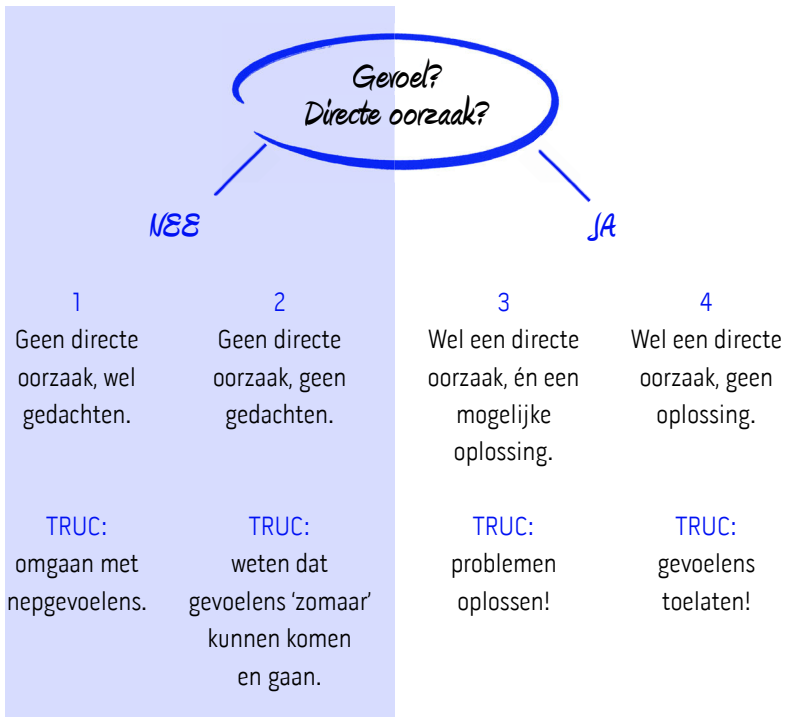 Gevoel?
Directe oorzaak?
NEE
JA
1
Geen directe
oorzaak, wel
gedachten.
TRUC:
omgaan met
nepgevoelens.
2
Geen directe
oorzaak, geen
gedachten.
TRUC:
weten dat
gevoelens ‘zomaar’
kunnen komen
en gaan.
3
Wel een directe
oorzaak, én een
mogelijke
oplossing.
TRUC:
problemen
oplossen!
4
Wel een directe
oorzaak, geen
oplossing.
TRUC:
gevoelens
toelaten!